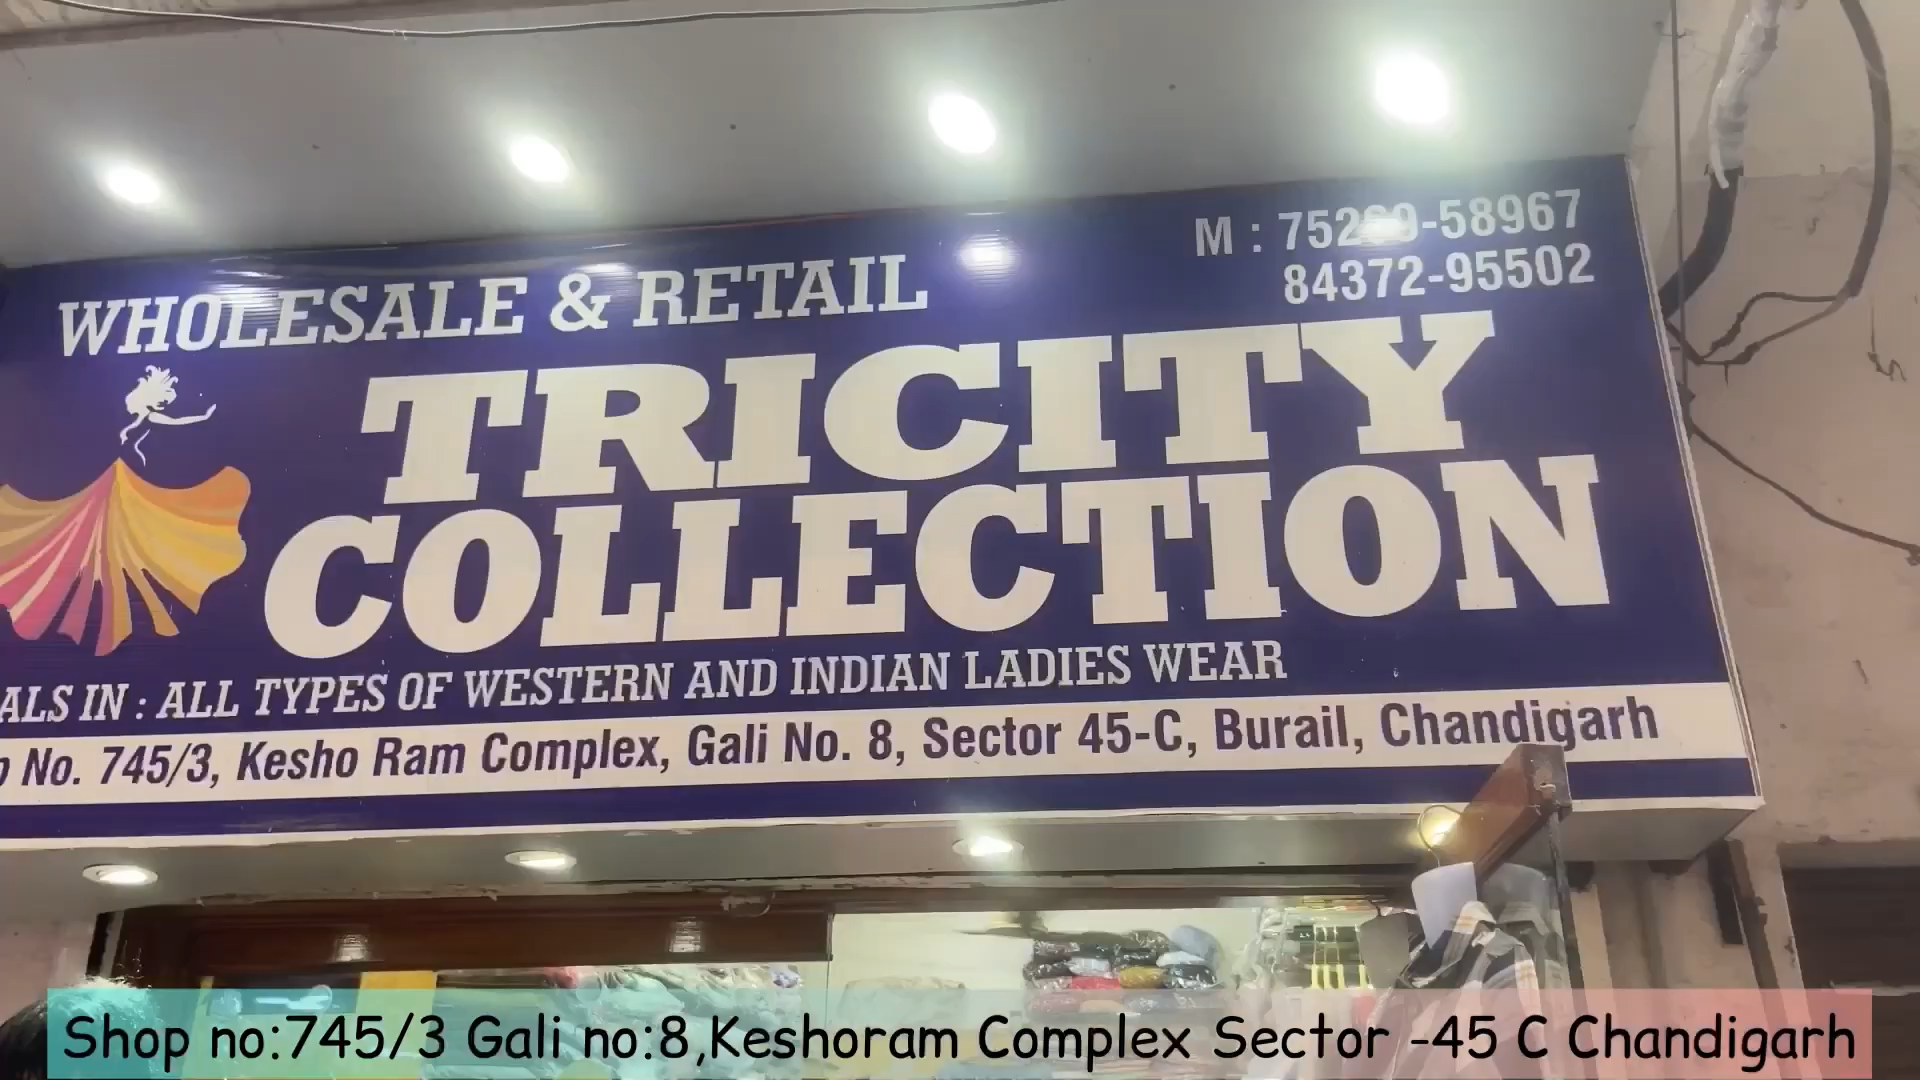 WHOLESALE & RETAIL
M : 75269-58967
84372-95502
TRICITY
COLLECTION
ALS IN : ALL TYPES OF WESTERN AND INDIAN LADIES WEAR
No. 745/3, Kesho Ram Complex, Gali No. 8, Sector 45-C, Burail, Chandigarh
Shop no:745/3 Gali no:8,Keshoram Complex Sector -45 C Chandigarh